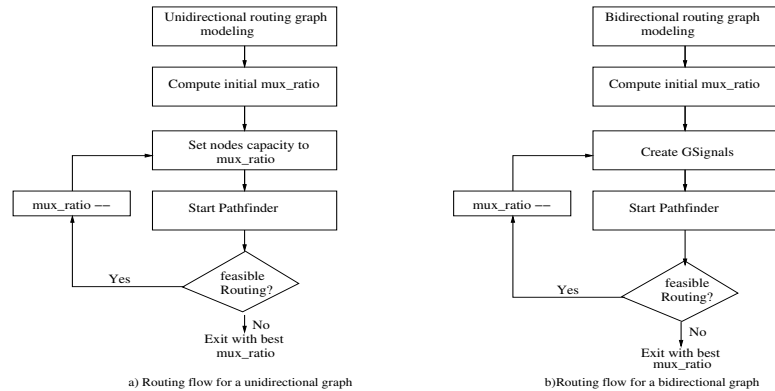 Unidirectional routing graph
modeling
Compute initial mux_ratio
Set nodes capacity to
mux_ratio
mux_ratio −−
Start Pathfinder
Yes
feasible
Routing?
No
Exit with best
mux_ratio
a) Routing flow for a unidirectional graph
Bidirectional routing graph
modeling
Compute initial mux_ratio
Create GSignals
mux_ratio −−
Start Pathfinder
Yes
feasible
Routing?
No
Exit with best
mux_ratio
b)Routing flow for a bidirectional graph